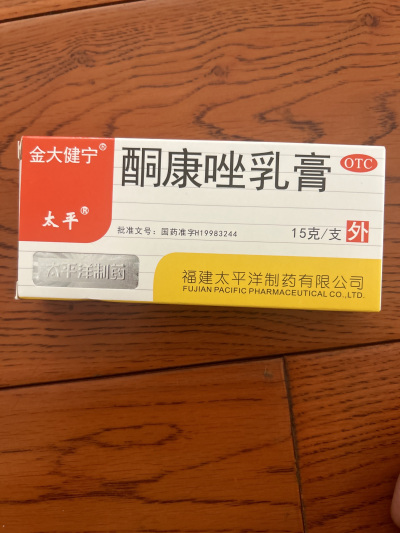 金大健宁®
太平®
太平洋制药
酮康唑乳膏
OTC
批准文号：国药准字H19983244
15克/支
外
福建太平洋制药有限公司
FUJIAN PACIFIC PHARMACEUTICAL CO.,LTD.